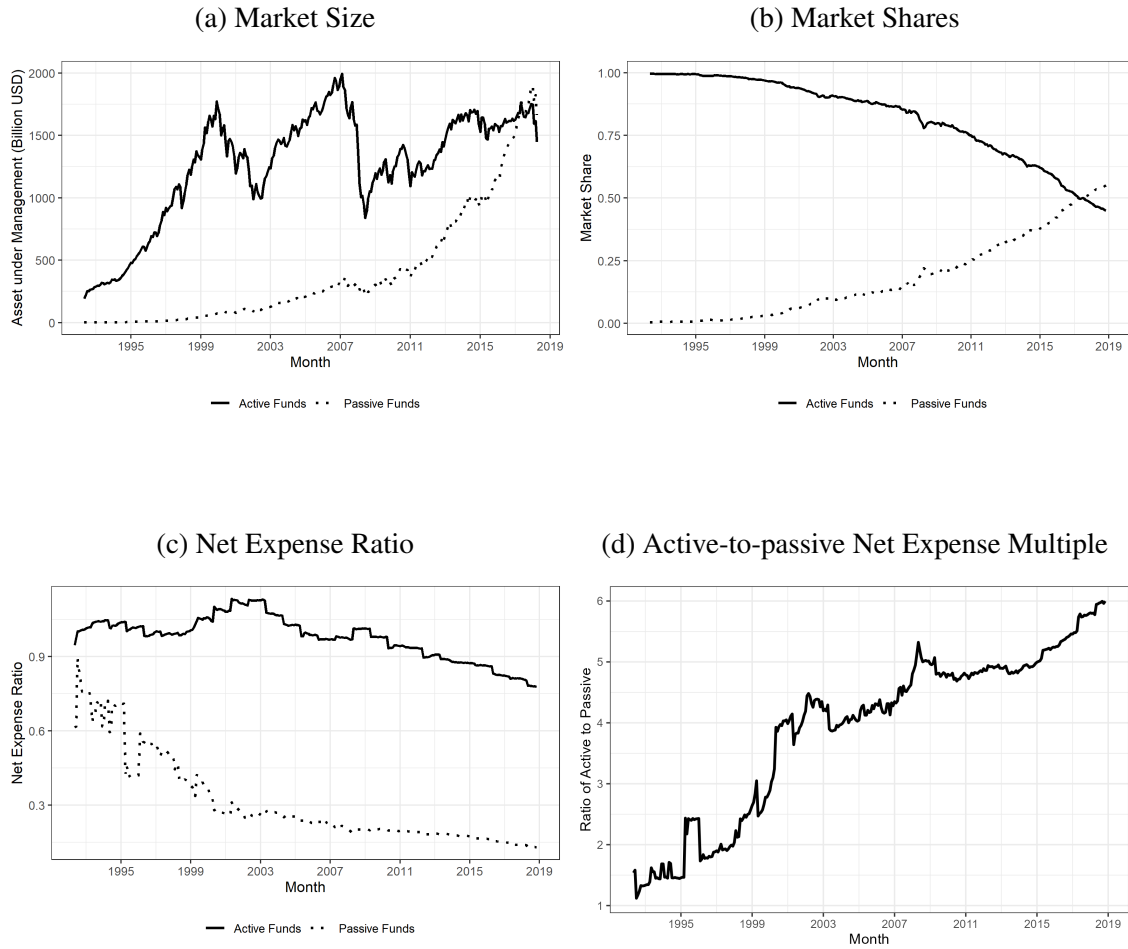 (a) Market Size
2000
1500
1000
500
0
Asset under Management (Billion USD)
1995 1999 2003 2007 2011 2015 2019
Month
Active Funds Passive Funds
(b) Market Shares
1.00
0.75
0.50
0.25
0.00
Market Share
1995 1999 2003 2007 2011 2015 2019
Month
Active Funds Passive Funds
(c) Net Expense Ratio
0.9
0.6
0.3
Net Expense Ratio
1995 1999 2003 2007 2011 2015 2019
Month
Active Funds Passive Funds
(d) Active-to-passive Net Expense Multiple
6
5
4
3
2
1
Ratio of Active to Passive
1995 1999 2003 2007 2011 2015 2019
Month